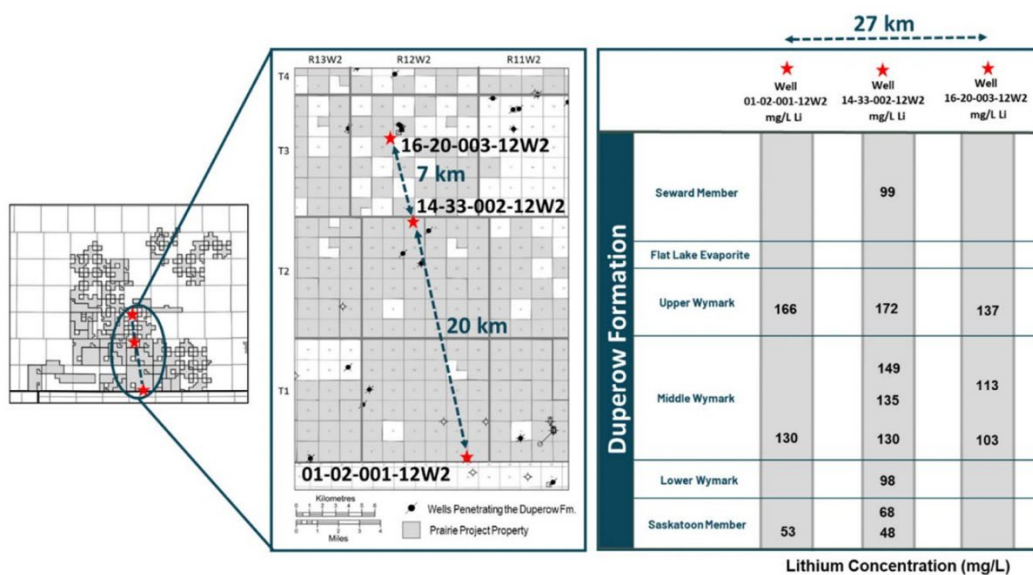 R13W2 R12W2 R11W2
T4
T3
T2
T1
16-20-003-12W2
7 km
14-33-002-12W2
20 km
01-02-001-12W2
Kilometres
Miles
Wells Penetrating the Duperow Fm.
Prairie Project Property
27 km
Well
01-02-001-12W2
mg/L Li
Well
14-33-002-12W2
mg/L Li
Well
16-20-003-12W2
mg/L Li
Duperow Formation
Seward Member 99
Flat Lake Evaporite
Upper Wymark 166 172 137
149
113
Middle Wymark 135
130 130 103
Lower Wymark 98
68
Saskatoon Member 53 48
Lithium Concentration (mg/L)